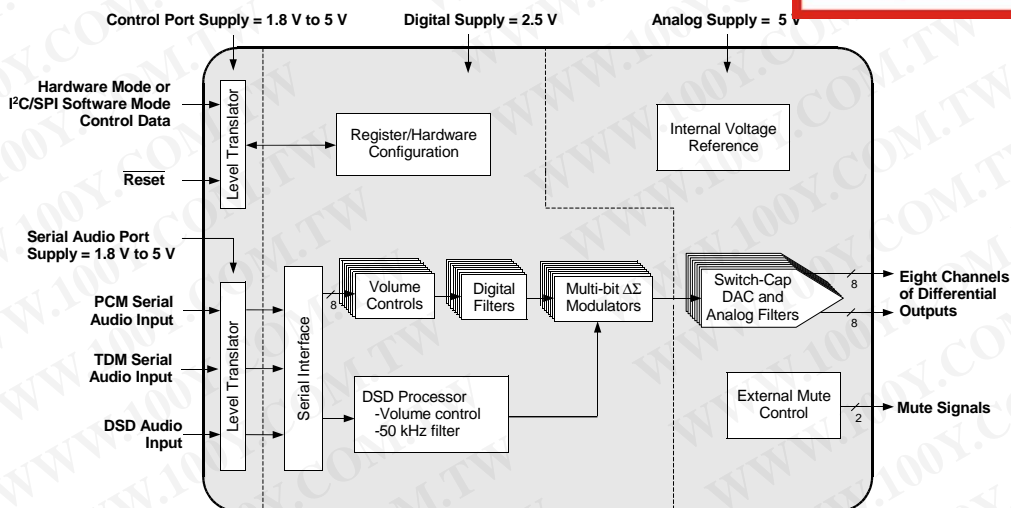 Control Port Supply = 1.8 V to 5 V
Digital Supply = 2.5 V
Analog Supply = 5 V
Hardware Mode or
I²C/SPI Software Mode
Control Data
Reset
Level Translator
Register/Hardware
Configuration
Internal Voltage
Reference
Serial Audio Port
Supply = 1.8 V to 5 V
PCM Serial
Audio Input
TDM Serial
Audio Input
DSD Audio
Input
Level Translator
Serial Interface
8
Volume
Controls
Digital
Filters
Multi-bit ΔΣ
Modulators
Switch-Cap
DAC and
Analog Filters
8
8
Eight Channels
of Differential
Outputs
DSD Processor
-Volume control
-50 kHz filter
External Mute
Control
2
Mute Signals
WWW.100Y.COM.TW